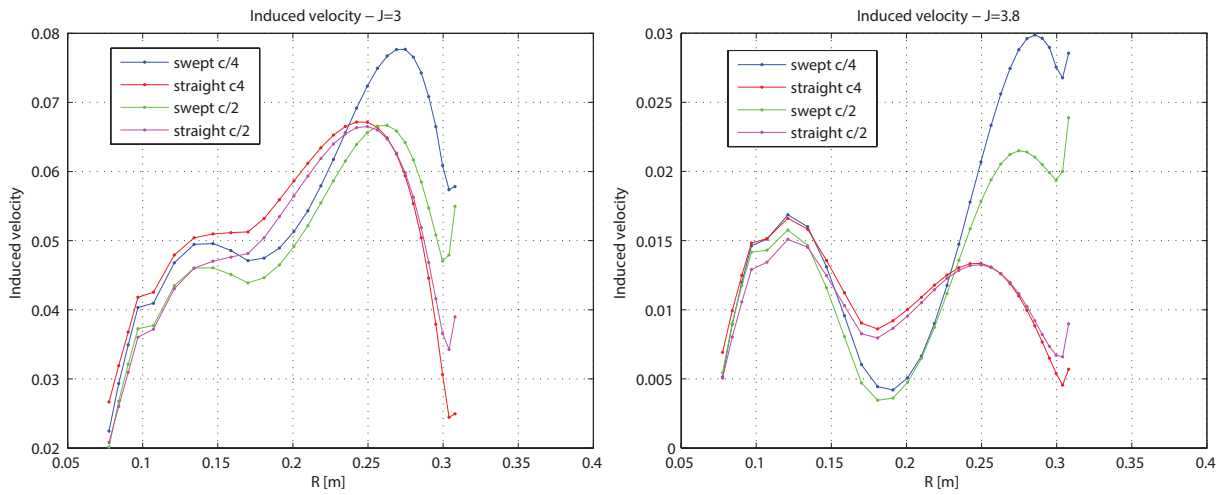 Induced velocity – J=3
0.08
0.07
0.06
0.05
0.04
0.03
0.02
Induced velocity
swept c/4
straight c4
swept c/2
straight c/2
0.05 0.1 0.15 0.2 0.25 0.3 0.35 0.4
R [m]
Induced velocity – J=3.8
0.03
0.025
0.02
0.015
0.01
0.005
0
Induced velocity
swept c/4
straight c/4
swept c/2
straight c/2
0.05 0.1 0.15 0.2 0.25 0.3 0.35 0.4
R [m]